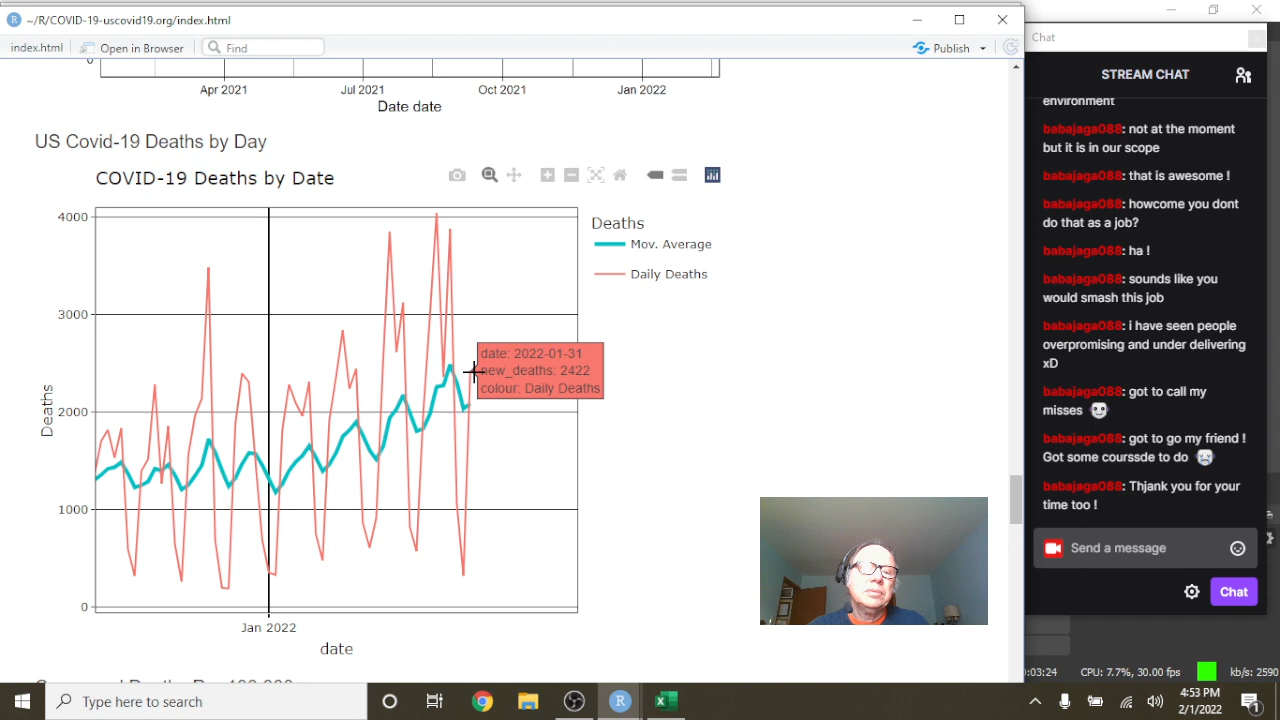 ~/R/COVID-19-uscovid19.org/index.html
index.html
Open in Browser
Find
Publish
0
Apr 2021
Jul 2021
Oct 2021
Jan 2022
Date date
US Covid-19 Deaths by Day
COVID-19 Deaths by Date
4000
3000
2000
1000
0
Deaths
Jan 2022
date
Deaths
Mov. Average
Daily Deaths
date: 2022-01-31
new_deaths: 2422
colour: Daily Deaths
Chat
STREAM CHAT
environment
babajaga088: not at the moment
but it is in our scope
babajaga088: that is awesome !
babajaga088: howcome you dont
do that as a job?
babajaga088: ha !
babajaga088: sounds like you
would smash this job
babajaga088: i have seen people
overpromising and under delivering
xD
babajaga088: got to call my
misses
babajaga088: got to go my friend !
Got some courssde to do
babajaga088: Thjank you for your
time too !
Send a message
Chat
:03:24
CPU: 7.7%, 30.00 fps
kb/s: 2590
Type here to search
4:53 PM
2/1/2022
1